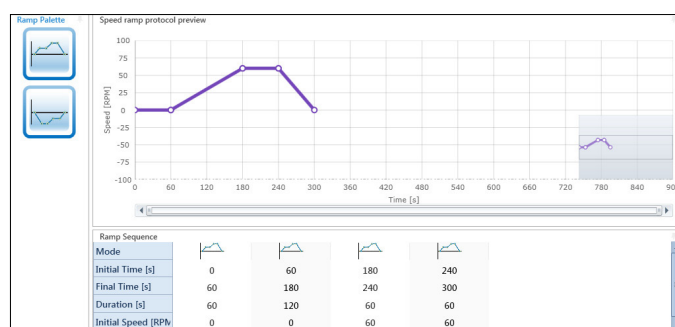 Ramp Palette
Speed ramp protocol preview
100
75
50
25
0
-25
-50
-75
-100
Speed [RPM]
0 60 120 180 240 300 360 420 480 540 600 660 720 780 840 90
Time [s]
Ramp Sequence
Mode
Initial Time [s] 0 60 180 240
Final Time [s] 60 180 240 300
Duration [s] 60 120 60 60
Initial Speed [RPM 0 0 60 60